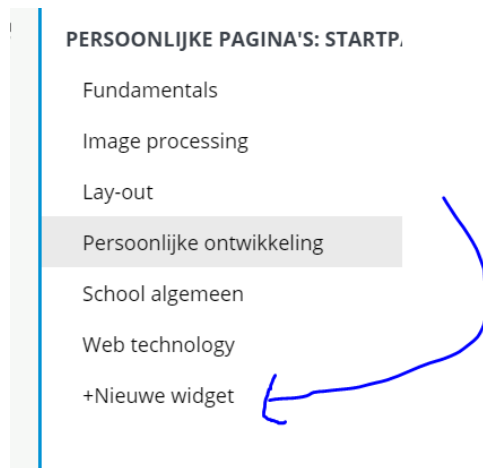 PERSOONLIJKE PAGINA'S: STARTP
Fundamentals
Image processing
Lay-out
Persoonlijke ontwikkeling
School algemeen
Web technology
+Nieuwe widget